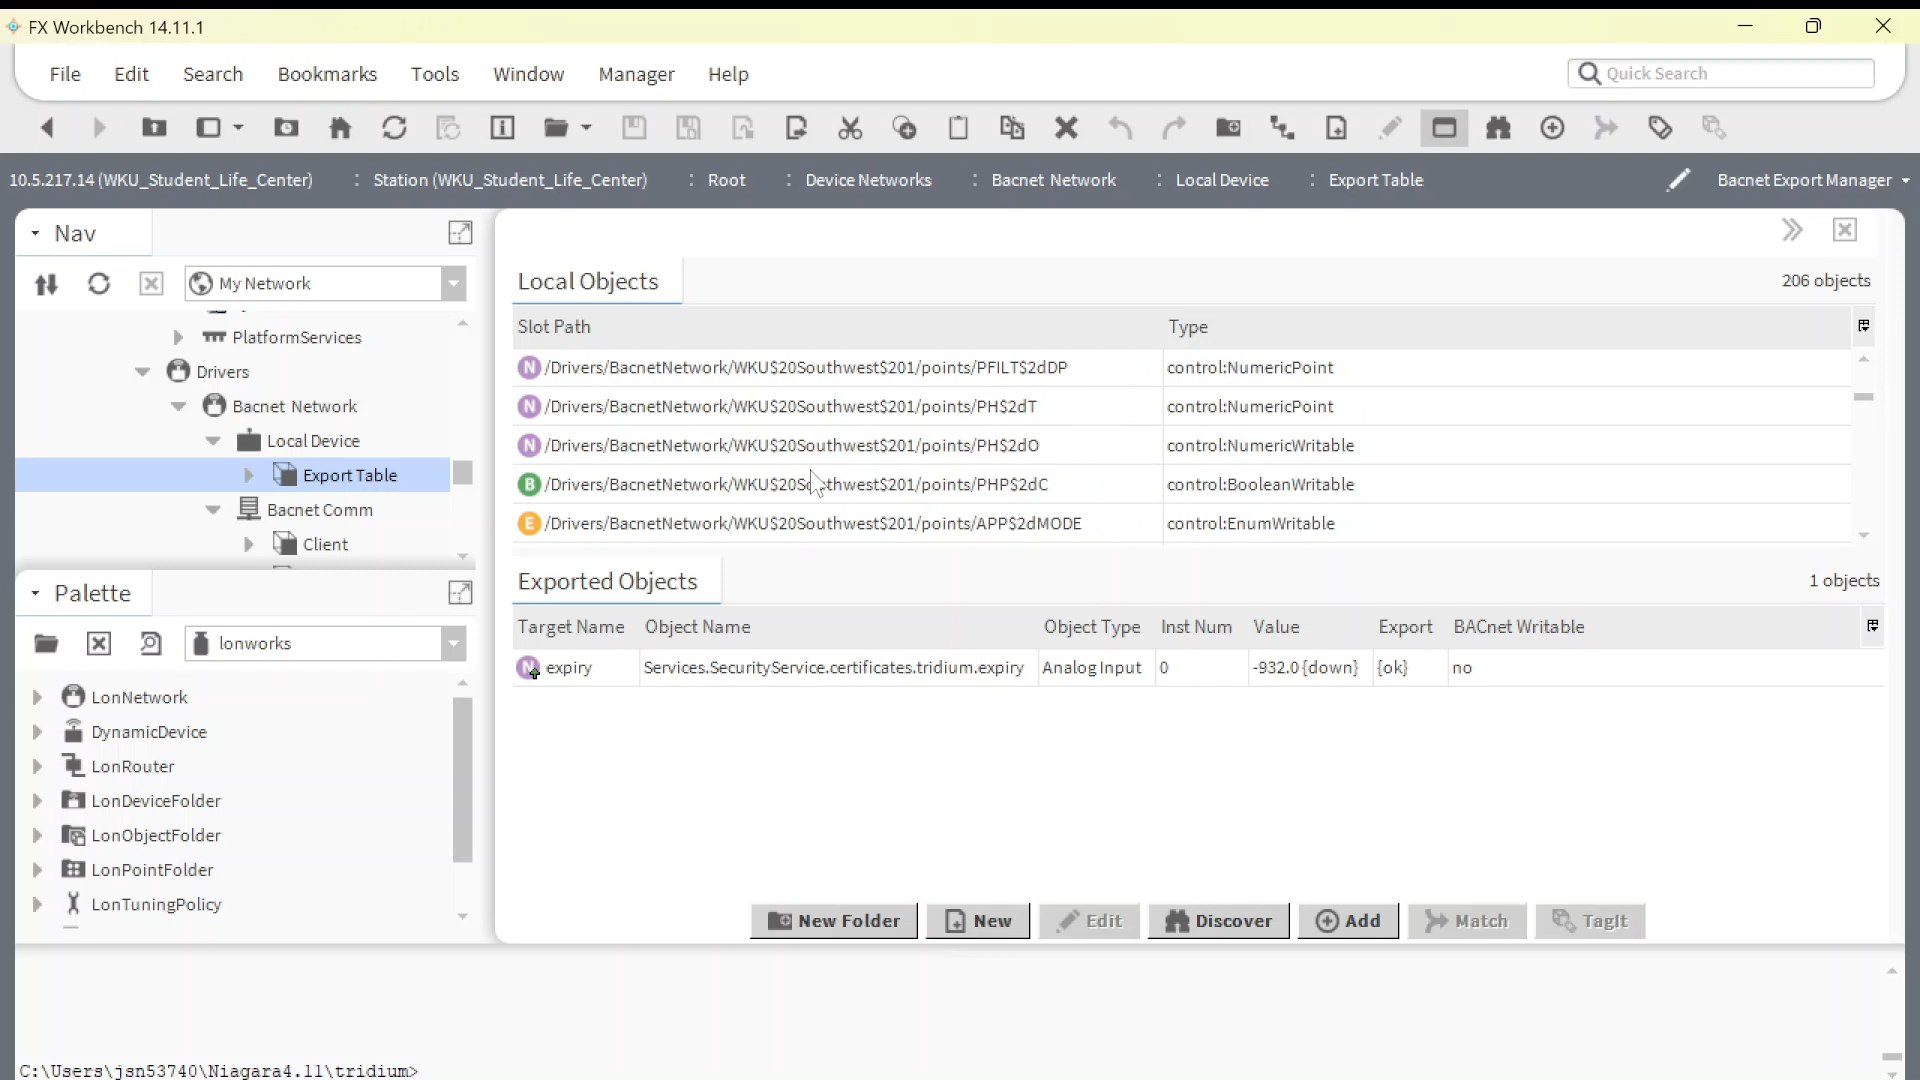 FX Workbench 14.11.1
File Edit Search Bookmarks Tools Window Manager Help
Quick Search
10.5.217.14 (WKU_Student_Life_Center) : Station (WKU_Student_Life_Center) : Root : Device Networks : Bacnet Network : Local Device : Export Table
Bacnet Export Manager
Nav
My Network
PlatformServices
Drivers
Bacnet Network
Local Device
Export Table
Bacnet Comm
Client
Palette
lonworks
LonNetwork
DynamicDevice
LonRouter
LonDeviceFolder
LonObjectFolder
LonPointFolder
LonTuningPolicy
Local Objects
206 objects
Slot Path Type
N /Drivers/BacnetNetwork/WKU$20Southwest$201/points/PFILT$2dDP control:NumericPoint
N /Drivers/BacnetNetwork/WKU$20Southwest$201/points/PH$2dT control:NumericPoint
N /Drivers/BacnetNetwork/WKU$20Southwest$201/points/PH$2dO control:NumericWritable
B /Drivers/BacnetNetwork/WKU$20Southwest$201/points/PHP$2dC control:BooleanWritable
E /Drivers/BacnetNetwork/WKU$20Southwest$201/points/APP$2dMODE control:EnumWritable
Exported Objects
1 objects
Target Name Object Name Object Type Inst Num Value Export BACnet Writable
N expiry Services.SecurityService.certificates.tridium.expiry Analog Input 0 -932.0 {down} {ok} no
New Folder New Edit Discover Add Match TagIt
C:\Users\jsn53740\Niagara4.11\tridium>